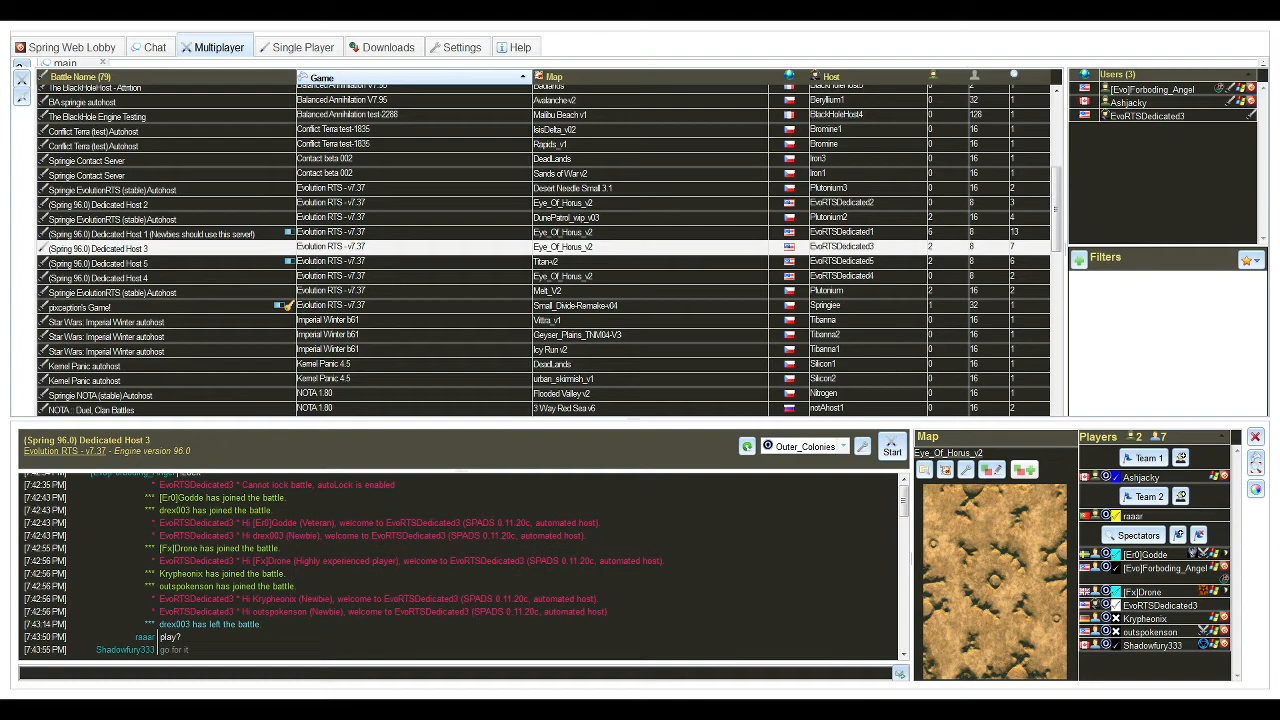 Spring Web Lobby Chat Multiplayer Single Player Downloads Settings Help
main
Battle Name (79) Game Map Host
The BlackHoleHost - Attrition Balanced Annihilation V7.95 Badlands BlackHoleHost5 0 2 1
BA springie autohost Balanced Annihilation V7.95 Avalanche-v2 Beryllium1 0 32 1
The BlackHole Engine Testing Balanced Annihilation test-2268 Malibu Beach v1 BlackHoleHost4 0 128 1
Conflict Terra (test) Autohost Conflict Terra test-1835 IsisDelta_v02 Bromine1 0 16 1
Conflict Terra (test) Autohost Conflict Terra test-1835 Rapids_v1 Bromine 0 16 1
Springie Contact Server Contact beta 002 DeadLands Iron3 0 16 1
Springie Contact Server Contact beta 002 Sands of War v2 Iron1 0 16 1
Springie EvolutionRTS (stable) Autohost Evolution RTS - v7.37 Desert Needle Small 3.1 Plutonium3 0 16 2
(Spring 96.0) Dedicated Host 2 Evolution RTS - v7.37 Eye_Of_Horus_v2 EvoRTSDedicated2 0 8 3
Springie EvolutionRTS (stable) Autohost Evolution RTS - v7.37 DunePatrol_wip_v03 Plutonium2 2 16 4
(Spring 96.0) Dedicated Host 1 (Newbies should use this server!) Evolution RTS - v7.37 Eye_Of_Horus_v2 EvoRTSDedicated1 6 8 13
(Spring 96.0) Dedicated Host 3 Evolution RTS - v7.37 Eye_Of_Horus_v2 EvoRTSDedicated3 2 8 7
(Spring 96.0) Dedicated Host 5 Evolution RTS - v7.37 Titan-v2 EvoRTSDedicated5 2 8 6
(Spring 96.0) Dedicated Host 4 Evolution RTS - v7.37 Eye_Of_Horus_v2 EvoRTSDedicated4 2 8 1
Springie EvolutionRTS (stable) Autohost Evolution RTS - v7.37 Melt_V2 Plutonium 2 16 2
pixception's Game! Evolution RTS - v7.37 Small_Divide-Remake-v04 Springiee 1 32 1
Star Wars: Imperial Winter autohost Imperial Winter b61 Vittra_v1 Tibanna 0 16 1
Star Wars: Imperial Winter autohost Imperial Winter b61 Geyser_Plains_TNM04-V3 Tibanna2 0 16 1
Star Wars: Imperial Winter autohost Imperial Winter b61 Icy Run v2 Tibanna1 0 16 1
Kernel Panic autohost Kernel Panic 4.5 DeadLands Silicon1 0 16 1
Kernel Panic autohost Kernel Panic 4.5 urban_skirmish_v1 Silicon2 0 16 1
Springie NOTA (stable) Autohost NOTA 1.80 Flooded Valley v2 Nitrogen 0 16 1
NOTA :: Duel, Clan Battles NOTA 1.80 3 Way Red Sea v6 notAhost1 0 16 2
Users (3)
[Evo]Forboding_Angel
Ashjacky
EvoRTSDedicated3
Filters
(Spring 96.0) Dedicated Host 3
Evolution RTS - v7.37 - Engine version 96.0
Outer_Colonies
Start
[7:42:35 PM] * EvoRTSDedicated3 * Cannot lock battle, autoLock is enabled
[7:42:43 PM] *** [Er0]Godde has joined the battle.
[7:42:43 PM] *** drex003 has joined the battle.
[7:42:43 PM] * EvoRTSDedicated3 * Hi [Er0]Godde (Veteran), welcome to EvoRTSDedicated3 (SPADS 0.11.20c, automated host).
[7:42:43 PM] * EvoRTSDedicated3 * Hi drex003 (Newbie), welcome to EvoRTSDedicated3 (SPADS 0.11.20c, automated host).
[7:42:55 PM] *** [Fx]Drone has joined the battle.
[7:42:56 PM] * EvoRTSDedicated3 * Hi [Fx]Drone (Highly experienced player), welcome to EvoRTSDedicated3 (SPADS 0.11.20c, automated host).
[7:42:56 PM] *** Krypheonix has joined the battle.
[7:42:56 PM] *** outspokenson has joined the battle.
[7:42:56 PM] * EvoRTSDedicated3 * Hi Krypheonix (Newbie), welcome to EvoRTSDedicated3 (SPADS 0.11.20c, automated host).
[7:42:56 PM] * EvoRTSDedicated3 * Hi outspokenson (Newbie), welcome to EvoRTSDedicated3 (SPADS 0.11.20c, automated host)
[7:43:14 PM] *** drex003 has left the battle.
[7:43:50 PM] raaar play?
[7:43:55 PM] Shadowfury333 go for it
Map
Eye_Of_Horus_v2
Players 2 7
Team 1
Ashjacky
Team 2
raaar
Spectators
[Er0]Godde
[Evo]Forboding_Angel
[Fx]Drone
EvoRTSDedicated3
Krypheonix
outspokenson
Shadowfury333